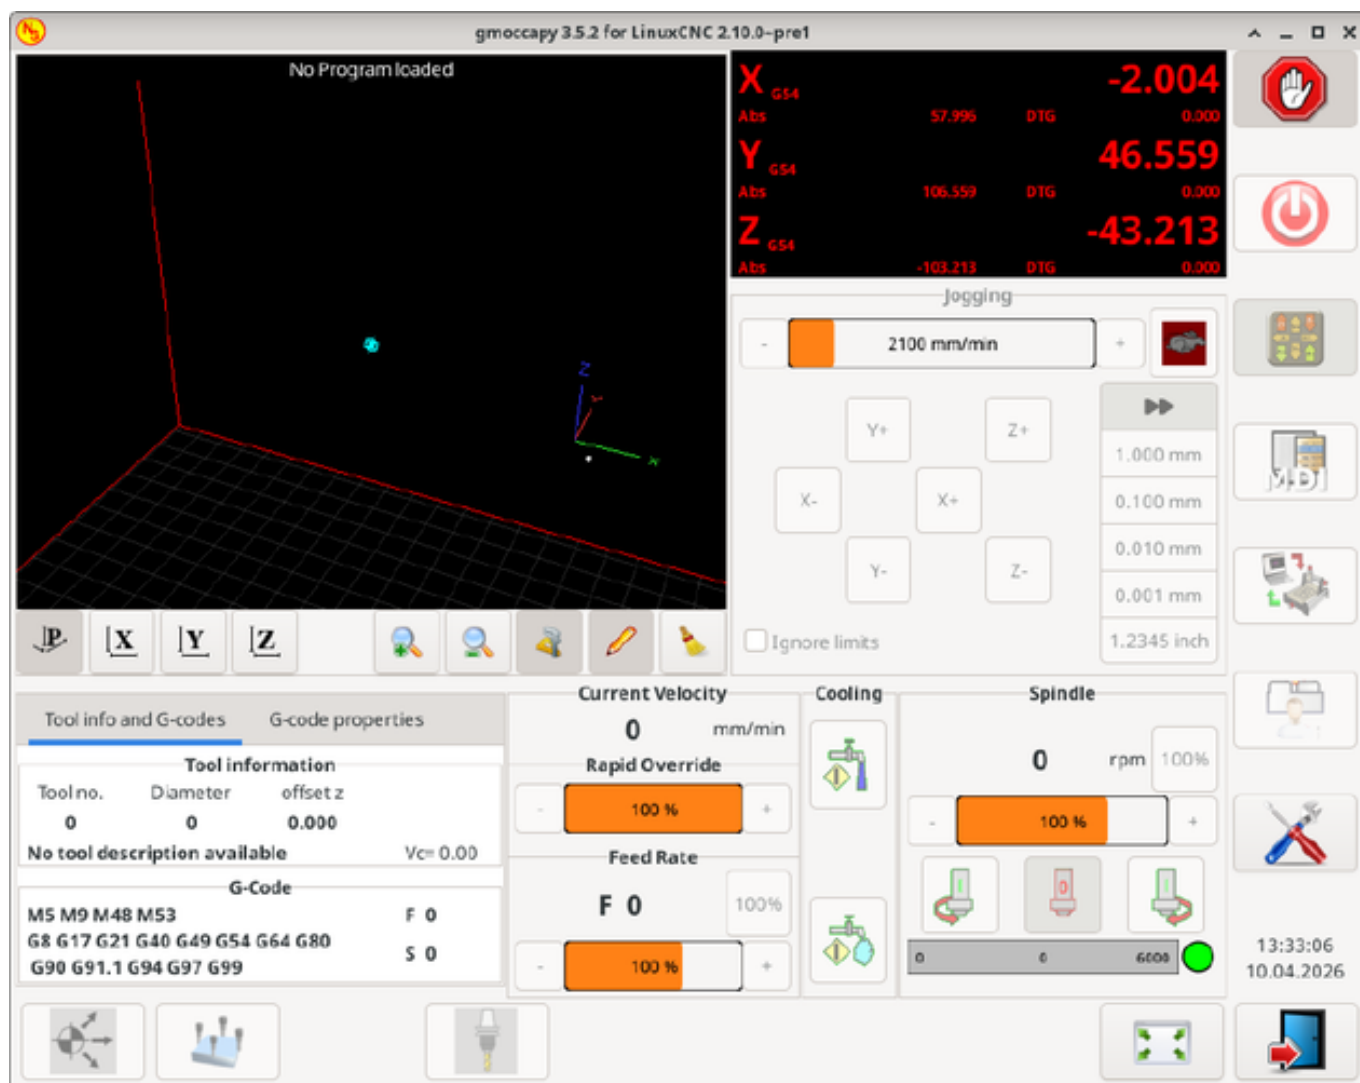 gmoccapy 3.5.2 for LinuxCNC 2.10.0~pre1
No Program loaded
X G54 -2.004
Abs 57.996 DTG 0.000
Y G54 46.559
Abs 106.559 DTG 0.000
Z G54 -43.213
Abs -103.213 DTG 0.000
Z
Y
X
Jogging
- 2100 mm/min +
Y+ Z+
X- X+
Y- Z-
1.000 mm
0.100 mm
0.010 mm
0.001 mm
1.2345 inch
Ignore limits
MDI
P X Y Z
Tool info and G-codes G-code properties
Tool information
Tool no. Diameter offset z
0 0 0.000
No tool description available Vc= 0.00
G-Code
M5 M9 M48 M53 F 0
G8 G17 G21 G40 G49 G54 G64 G80
S 0
G90 G91.1 G94 G97 G99
Current Velocity
0 mm/min
Rapid Override
- 100 % +
Feed Rate
F 0 100%
- 100 % +
Cooling
Spindle
0 rpm 100%
- 100 % +
I 0 I
0 0 6000
13:33:06
10.04.2026